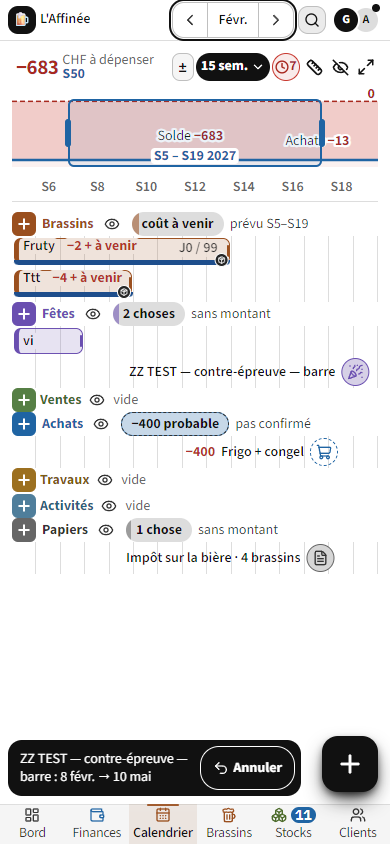 L'Affinée
Févr.
G
A
−683 CHF à dépenser
S50
±
15 sem.
7
0
Solde −683
Achat −13
S5 – S19 2027
S6 S8 S10 S12 S14 S16 S18
Brassins coût à venir prévu S5–S19
Fruty −2 + à venir J0 / 99
Ttt −4 + à venir
Fêtes 2 choses sans montant
vi
ZZ TEST — contre-épreuve — barre
Ventes vide
Achats −400 probable pas confirmé
−400 Frigo + congel
Travaux vide
Activités vide
Papiers 1 chose sans montant
Impôt sur la bière · 4 brassins
ZZ TEST — contre-épreuve —
barre : 8 févr. → 10 mai
Annuler
Bord Finances Calendrier Brassins Stocks 11 Clients